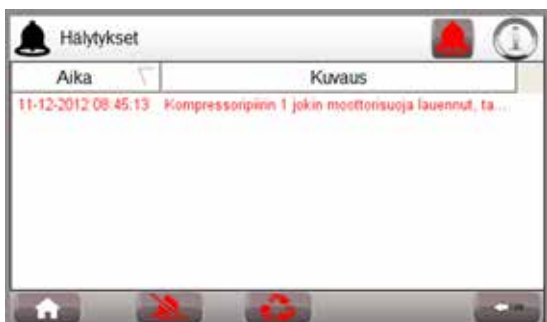 Hälytykset
Aika Kuvaus
11-12-2012 08:45:13 Kompressoripiirin 1 jokin moottorisuoja lauennut, ta...